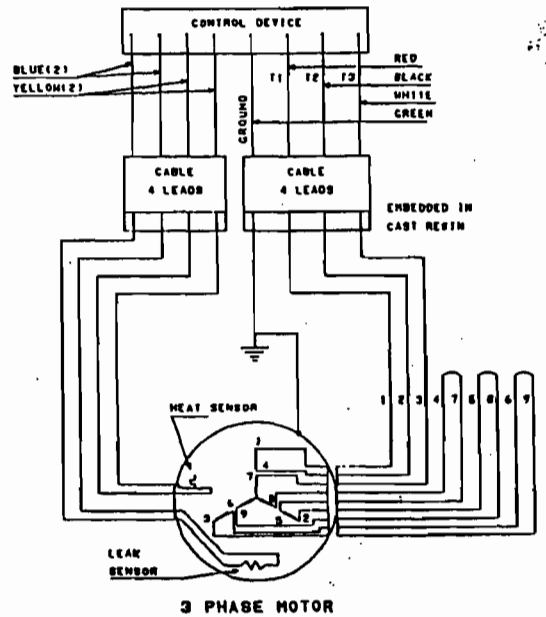 CONTROL DEVICE
BLUE(2)
YELLOW(2)
RED
T1 T2 T3 BLACK
WHITE
GREEN
GROUND
CABLE
4 LEADS
CABLE
4 LEADS
EMBEDDED IN
CAST RESIN
1 2 3 4 7 5 8 6 9
HEAT SENSOR
1
4
7
8
6
9
5
2
3
LEAK
SENSOR
3 PHASE MOTOR